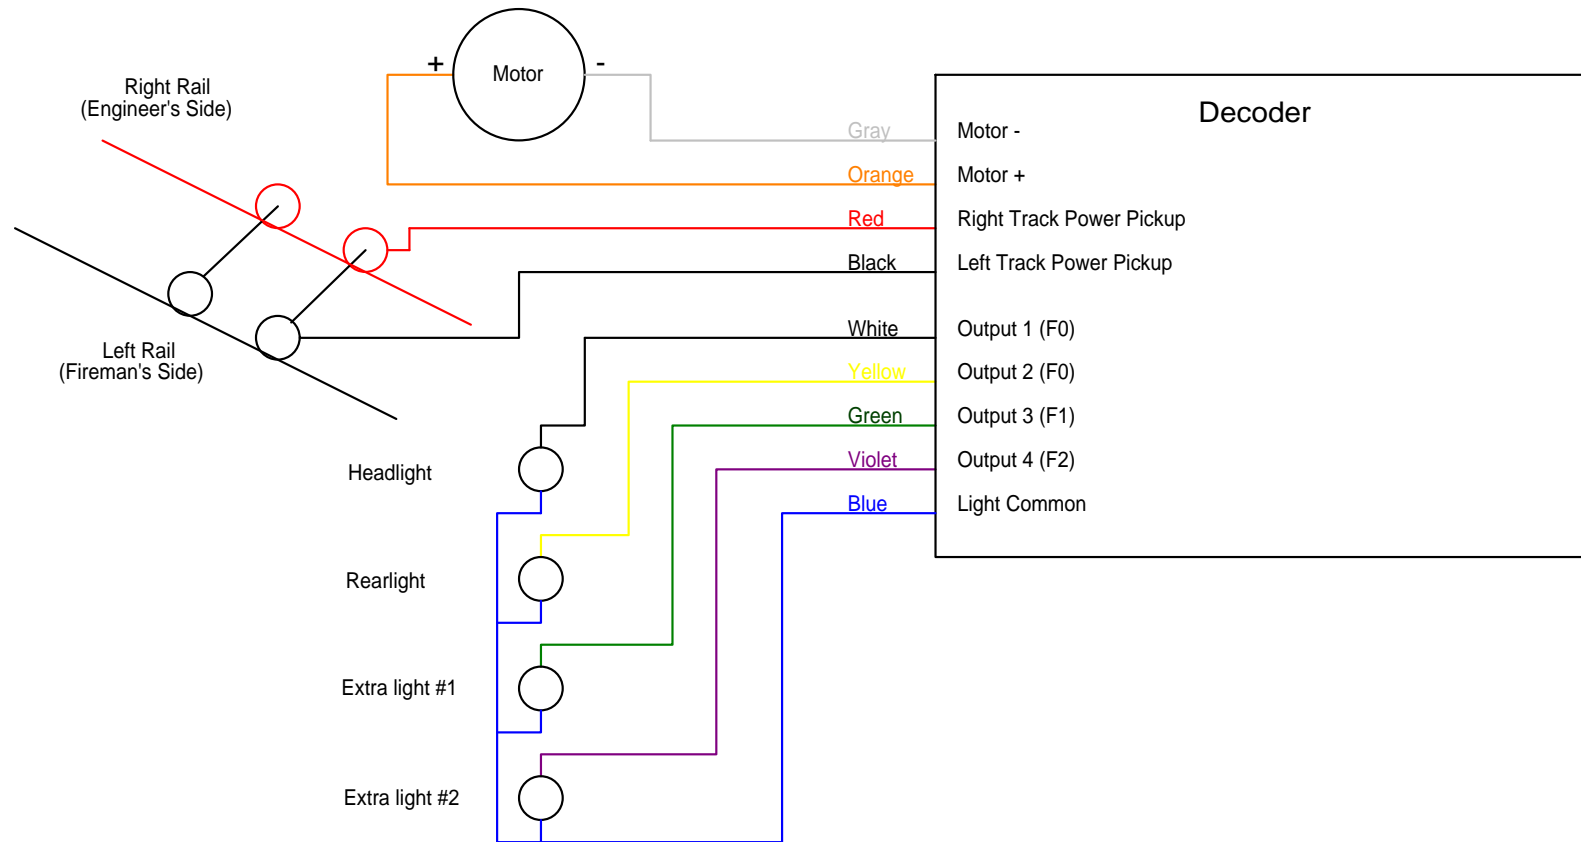 +
Motor
-
Right Rail
(Engineer's Side)
Decoder
Gray
Motor -
Orange
Motor +
Red
Right Track Power Pickup
Black
Left Track Power Pickup
White
Output 1 (F0)
Left Rail
(Fireman's Side)
Yellow
Output 2 (F0)
Green
Output 3 (F1)
Violet
Output 4 (F2)
Headlight
Blue
Light Common
Rearlight
Extra light #1
Extra light #2